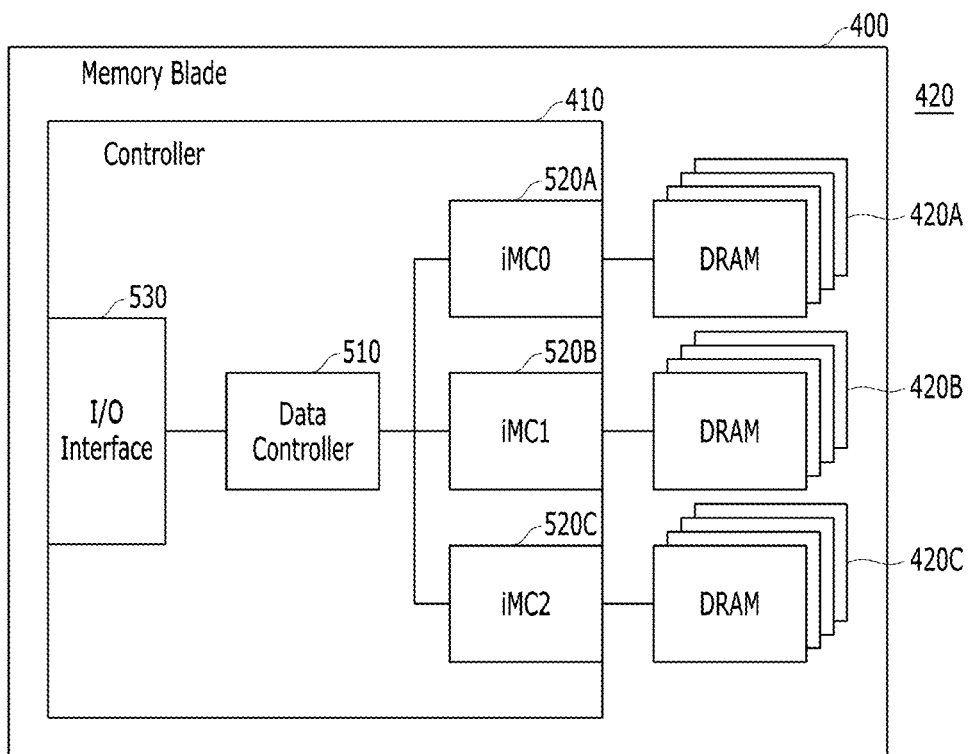 400
Memory Blade
420
410
Controller
520A
iMC0
DRAM
420A
530
I/O
Interface
510
Data
Controller
520B
iMC1
DRAM
420B
520C
iMC2
DRAM
420C